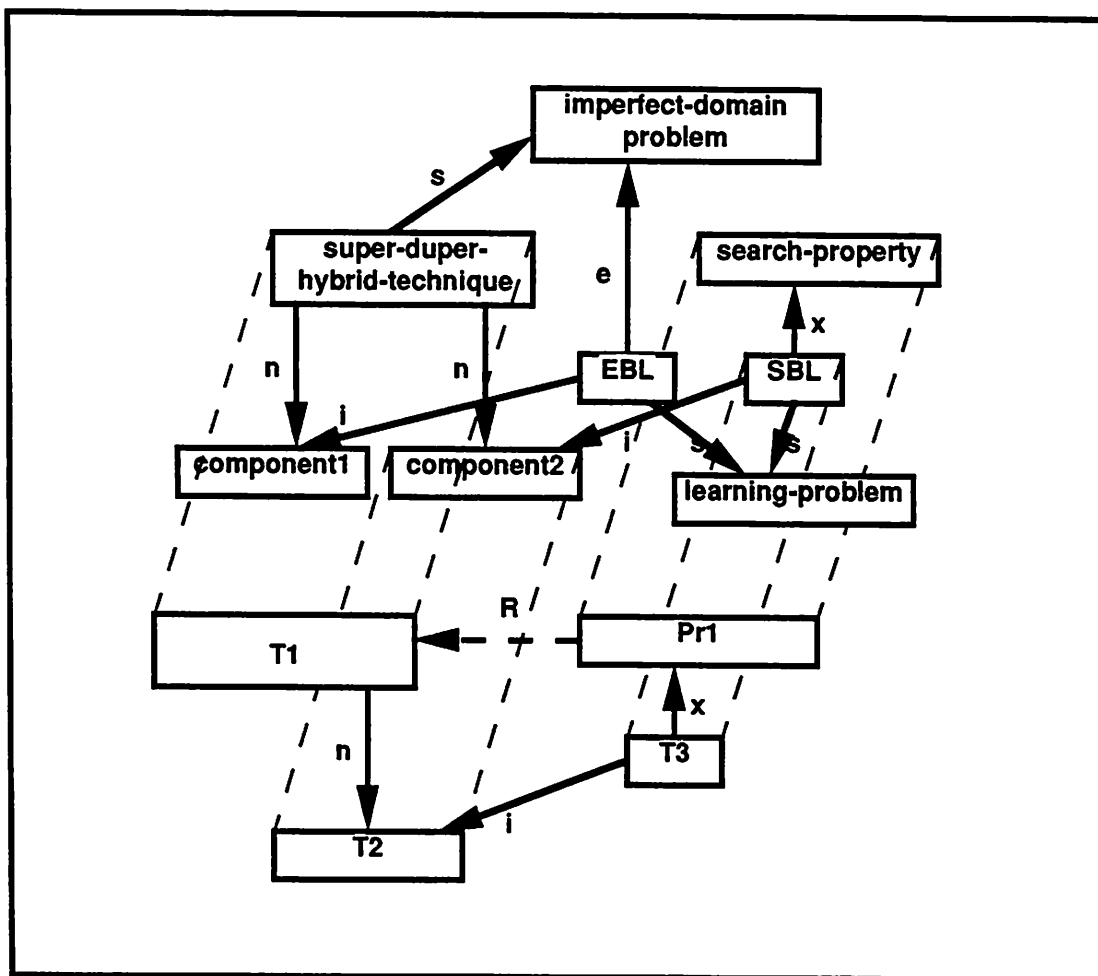 imperfect-domain
problem
s
super-duper-
hybrid-technique
search-property
e
x
n
n
EBL
SBL
i
i
s
s
component1
component2
learning-problem
R
T1
Pr1
x
n
T3
i
T2